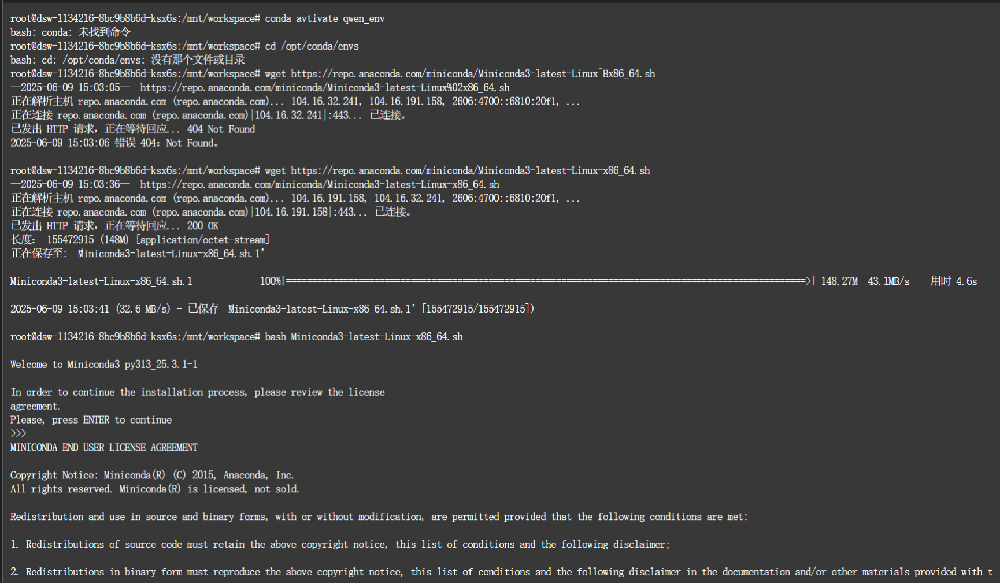 root@dsw-1134216-8bc9b8b6d-ksx6s:/mnt/workspace# conda avtivate qwen_env
bash: conda: 未找到命令
root@dsw-1134216-8bc9b8b6d-ksx6s:/mnt/workspace# cd /opt/conda/envs
bash: cd: /opt/conda/envs: 没有那个文件或目录
root@dsw-1134216-8bc9b8b6d-ksx6s:/mnt/workspace# wget https://repo.anaconda.com/miniconda/Miniconda3-latest-Linux^Bx86_64.sh
--2025-06-09 15:03:05--  https://repo.anaconda.com/miniconda/Miniconda3-latest-Linux%02x86_64.sh
正在解析主机 repo.anaconda.com (repo.anaconda.com)... 104.16.32.241, 104.16.191.158, 2606:4700::6810:20f1, ...
正在连接 repo.anaconda.com (repo.anaconda.com)|104.16.32.241|:443... 已连接。
已发出 HTTP 请求，正在等待回应... 404 Not Found
2025-06-09 15:03:06 错误 404：Not Found。
root@dsw-1134216-8bc9b8b6d-ksx6s:/mnt/workspace# wget https://repo.anaconda.com/miniconda/Miniconda3-latest-Linux-x86_64.sh
--2025-06-09 15:03:36--  https://repo.anaconda.com/miniconda/Miniconda3-latest-Linux-x86_64.sh
正在解析主机 repo.anaconda.com (repo.anaconda.com)... 104.16.191.158, 104.16.32.241, 2606:4700::6810:20f1, ...
正在连接 repo.anaconda.com (repo.anaconda.com)|104.16.191.158|:443... 已连接。
已发出 HTTP 请求，正在等待回应... 200 OK
长度： 155472915 (148M) [application/octet-stream]
正在保存至: ‘Miniconda3-latest-Linux-x86_64.sh.1’
Miniconda3-latest-Linux-x86_64.sh.1 100%[====================================================================================================>] 148.27M  43.1MB/s  用时 4.6s
2025-06-09 15:03:41 (32.6 MB/s) - 已保存 ‘Miniconda3-latest-Linux-x86_64.sh.1’ [155472915/155472915])
root@dsw-1134216-8bc9b8b6d-ksx6s:/mnt/workspace# bash Miniconda3-latest-Linux-x86_64.sh
Welcome to Miniconda3 py313_25.3.1-1
In order to continue the installation process, please review the license
agreement.
Please, press ENTER to continue
>>>
MINICONDA END USER LICENSE AGREEMENT
Copyright Notice: Miniconda(R) (C) 2015, Anaconda, Inc.
All rights reserved. Miniconda(R) is licensed, not sold.
Redistribution and use in source and binary forms, with or without modification, are permitted provided that the following conditions are met:
1. Redistributions of source code must retain the above copyright notice, this list of conditions and the following disclaimer;
2. Redistributions in binary form must reproduce the above copyright notice, this list of conditions and the following disclaimer in the documentation and/or other materials provided with t